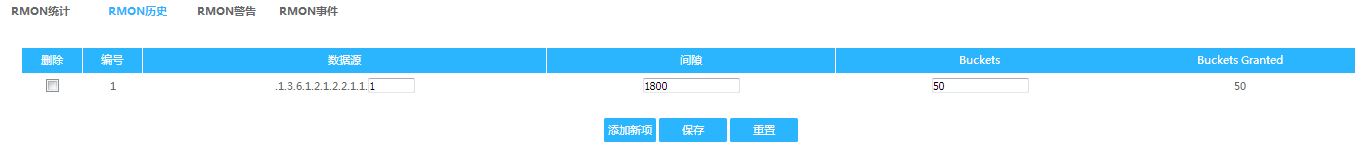 RMON统计 RMON历史 RMON警告 RMON事件
删除 编号 数据源 间隙 Buckets Buckets Granted
1 .1.3.6.1.2.1.2.2.1.1.1 1800 50 50
添加新项 保存 重置